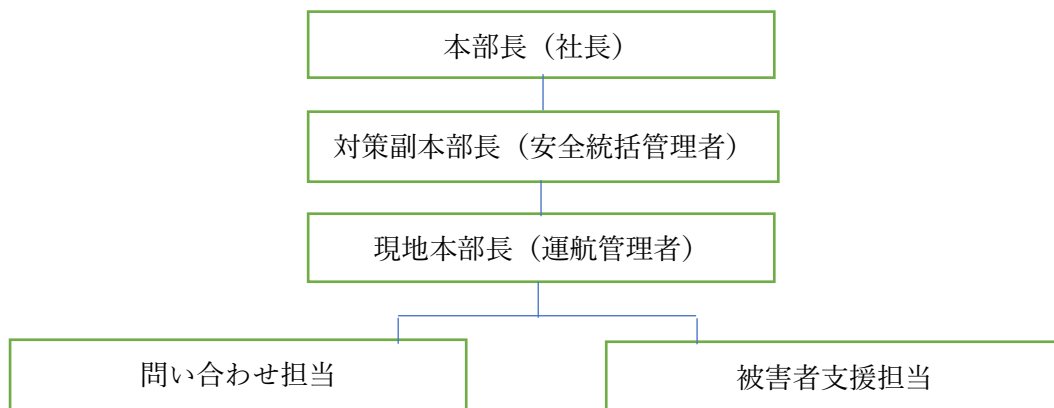 本部長（社長）
対策副本部長（安全統括管理者）
現地本部長（運航管理者）
問い合わせ担当
被害者支援担当